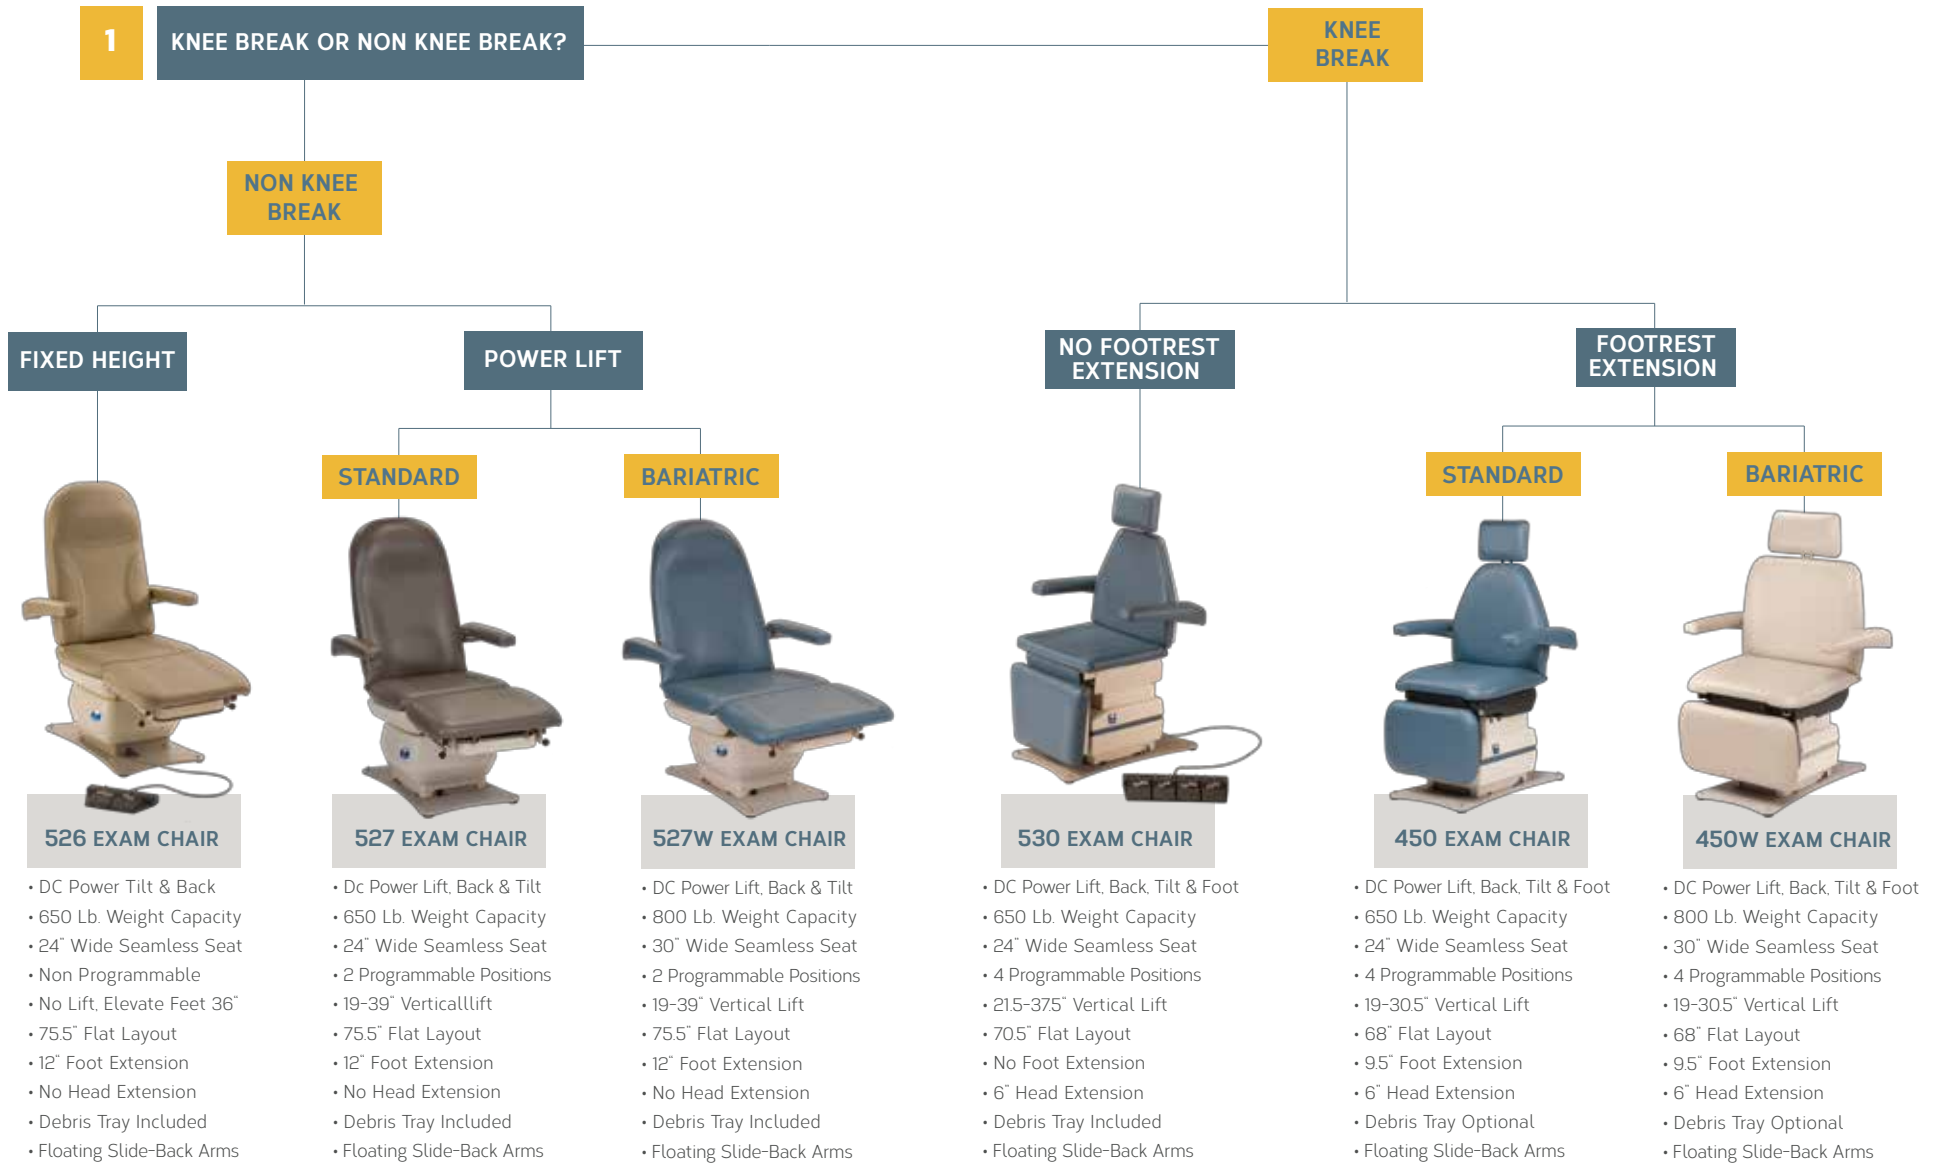 1
KNEE BREAK OR NON KNEE BREAK?
KNEE
BREAK
NON KNEE
BREAK
FIXED HEIGHT
POWER LIFT
NO FOOTREST
EXTENSION
FOOTREST
EXTENSION
STANDARD
BARIATRIC
STANDARD
BARIATRIC
526 EXAM CHAIR
• DC Power Tilt & Back
• 650 Lb. Weight Capacity
• 24" Wide Seamless Seat
• Non Programmable
• No Lift, Elevate Feet 36"
• 75.5" Flat Layout
• 12" Foot Extension
• No Head Extension
• Debris Tray Included
• Floating Slide-Back Arms
527 EXAM CHAIR
• Dc Power Lift, Back & Tilt
• 650 Lb. Weight Capacity
• 24" Wide Seamless Seat
• 2 Programmable Positions
• 19-39" Verticalllift
• 75.5" Flat Layout
• 12" Foot Extension
• No Head Extension
• Debris Tray Included
• Floating Slide-Back Arms
527W EXAM CHAIR
• DC Power Lift, Back & Tilt
• 800 Lb. Weight Capacity
• 30" Wide Seamless Seat
• 2 Programmable Positions
• 19-39" Vertical Lift
• 75.5" Flat Layout
• 12" Foot Extension
• No Head Extension
• Debris Tray Included
• Floating Slide-Back Arms
530 EXAM CHAIR
• DC Power Lift, Back, Tilt & Foot
• 650 Lb. Weight Capacity
• 24" Wide Seamless Seat
• 4 Programmable Positions
• 21.5-37.5" Vertical Lift
• 70.5" Flat Layout
• No Foot Extension
• 6" Head Extension
• Debris Tray Included
• Floating Slide-Back Arms
450 EXAM CHAIR
• DC Power Lift, Back, Tilt & Foot
• 650 Lb. Weight Capacity
• 24" Wide Seamless Seat
• 4 Programmable Positions
• 19-30.5" Vertical Lift
• 68" Flat Layout
• 9.5" Foot Extension
• 6" Head Extension
• Debris Tray Optional
• Floating Slide-Back Arms
450W EXAM CHAIR
• DC Power Lift, Back, Tilt & Foot
• 800 Lb. Weight Capacity
• 30" Wide Seamless Seat
• 4 Programmable Positions
• 19-30.5" Vertical Lift
• 68" Flat Layout
• 9.5" Foot Extension
• 6" Head Extension
• Debris Tray Optional
• Floating Slide-Back Arms